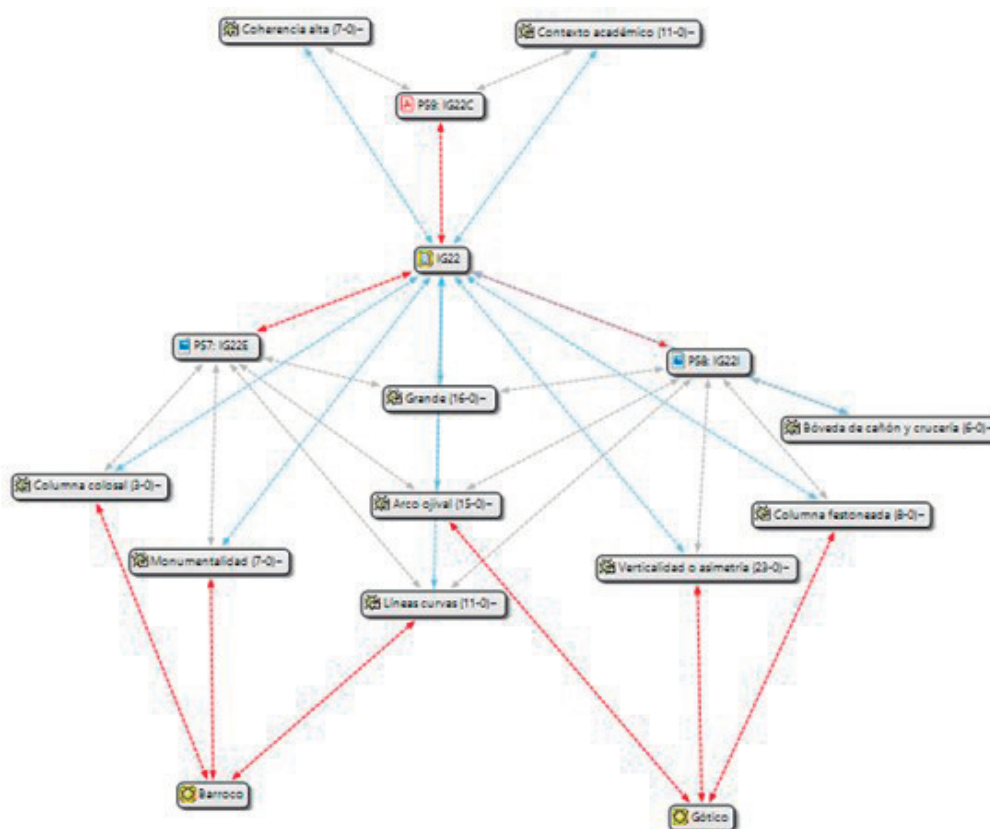 Coherencia alta (7-0)~
Contexto académico (11-0)~
P59: IG22C
IG22
P57: IG22E
P58: IG22I
Grande (16-0)~
Bóveda de cañón y crucería (6-0)~
Columna colosal (3-0)~
Arco ojival (15-0)~
Columna festoneada (8-0)~
Monumentalidad (7-0)~
Verticalidad o asimetría (23-0)~
Líneas curvas (11-0)~
Barroco
Gótico